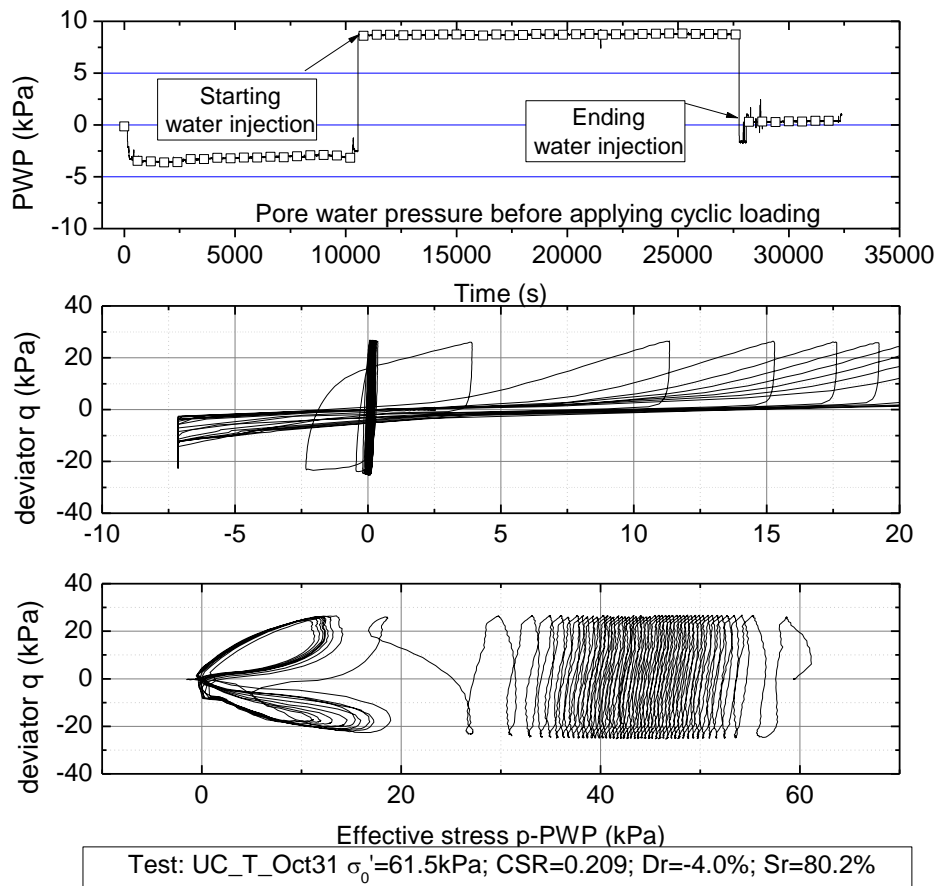 10
5
0
-5
-10
PWP (kPa)
Starting
water injection
Ending
water injection
Pore water pressure before applying cyclic loading
0 5000 10000 15000 20000 25000 30000 35000
Time (s)
40
20
0
-20
-40
deviator q (kPa)
-10 -5 0 5 10 15 20
40
20
0
-20
-40
deviator q (kPa)
0 20 40 60
Effective stress p-PWP (kPa)
Test: UC_T_Oct31 σ₀'=61.5kPa; CSR=0.209; Dr=-4.0%; Sr=80.2%